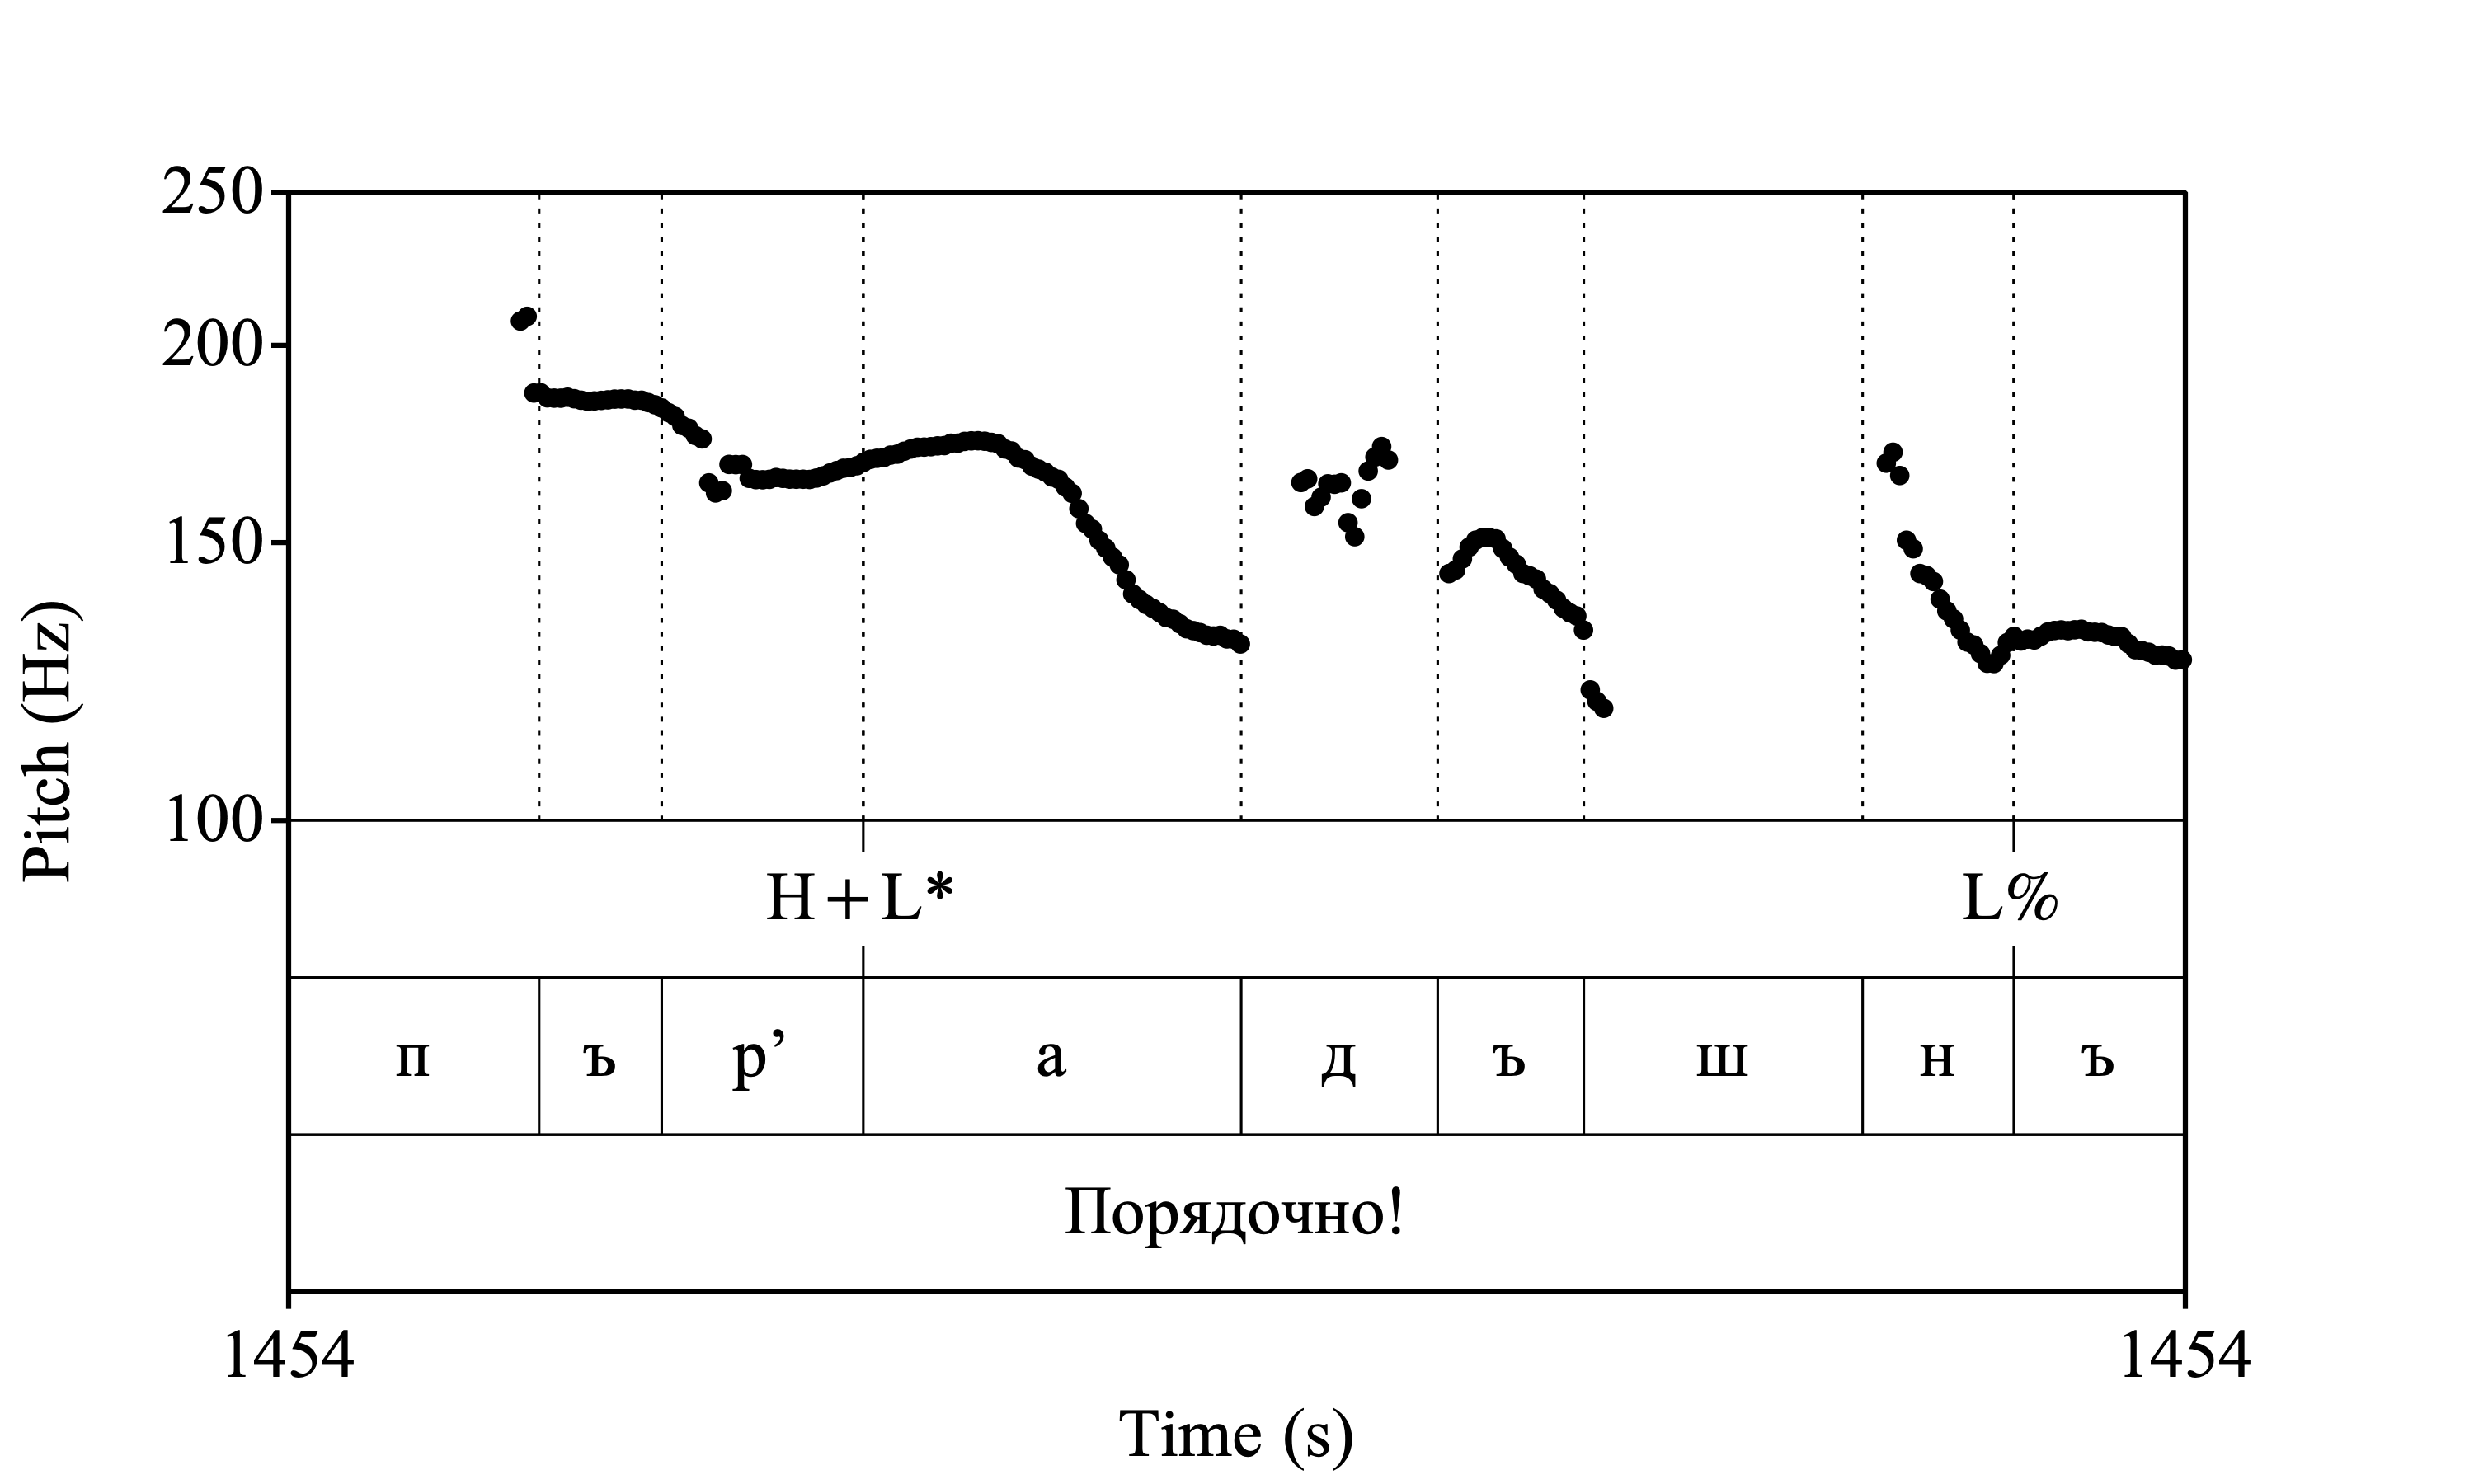 250
200
150
100
Pitch (Hz)
H+L* L%
п ъ р’ а д ъ ш н ъ
Порядочно!
1454 1454
Time (s)